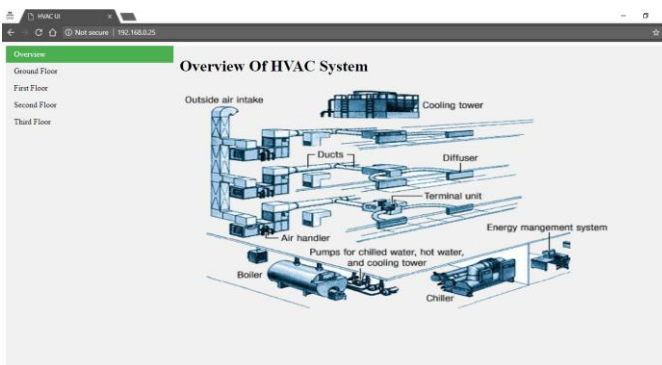 HVAC UI
Not secure | 192.168.0.25
Overview
Ground Floor
First Floor
Second Floor
Third Floor
Overview Of HVAC System
Outside air intake
Cooling tower
Ducts
Diffuser
Terminal unit
Energy mangement system
Air handler
Pumps for chilled water, hot water,
and cooling tower
Boiler
Chiller